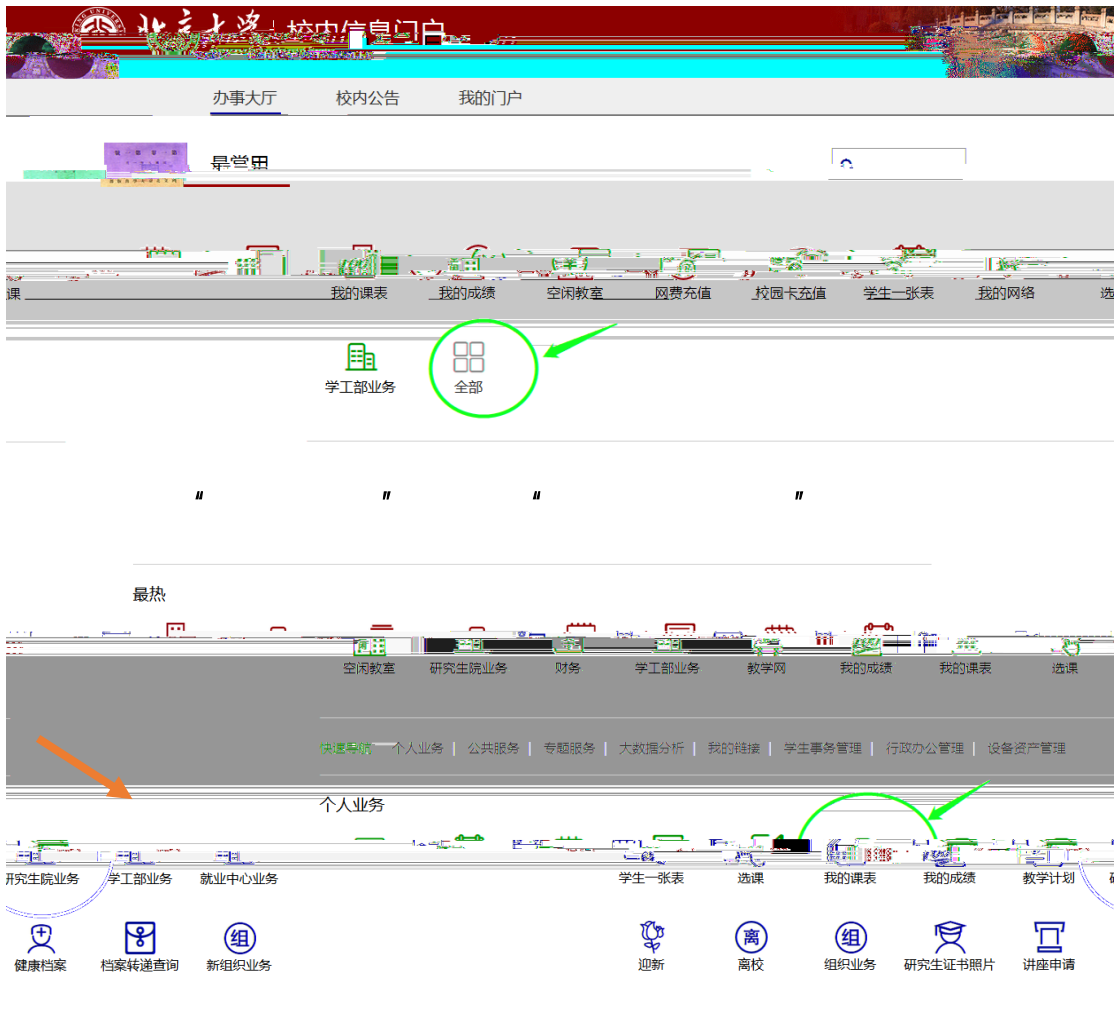 北京大学 校内信息门户
办事大厅 校内公告 我的门户
最常用
课 我的课表 我的成绩 空闲教室 网费充值 校园卡充值 学生一张表 我的网络 选
学工部业务 全部
" " " "
最热
空闲教室 研究生院业务 财务 学工部业务 教学网 我的成绩 我的课表 选课
快速导航 个人业务 | 公共服务 | 专题服务 | 大数据分析 | 我的链接 | 学生事务管理 | 行政办公管理 | 设备资产管理
个人业务
研究生院业务 学工部业务 就业中心业务 学生一张表 选课 我的课表 我的成绩 教学计划
健康档案 档案转递查询 新组织业务 迎新 离校 组织业务 研究生证书照片 讲座申请